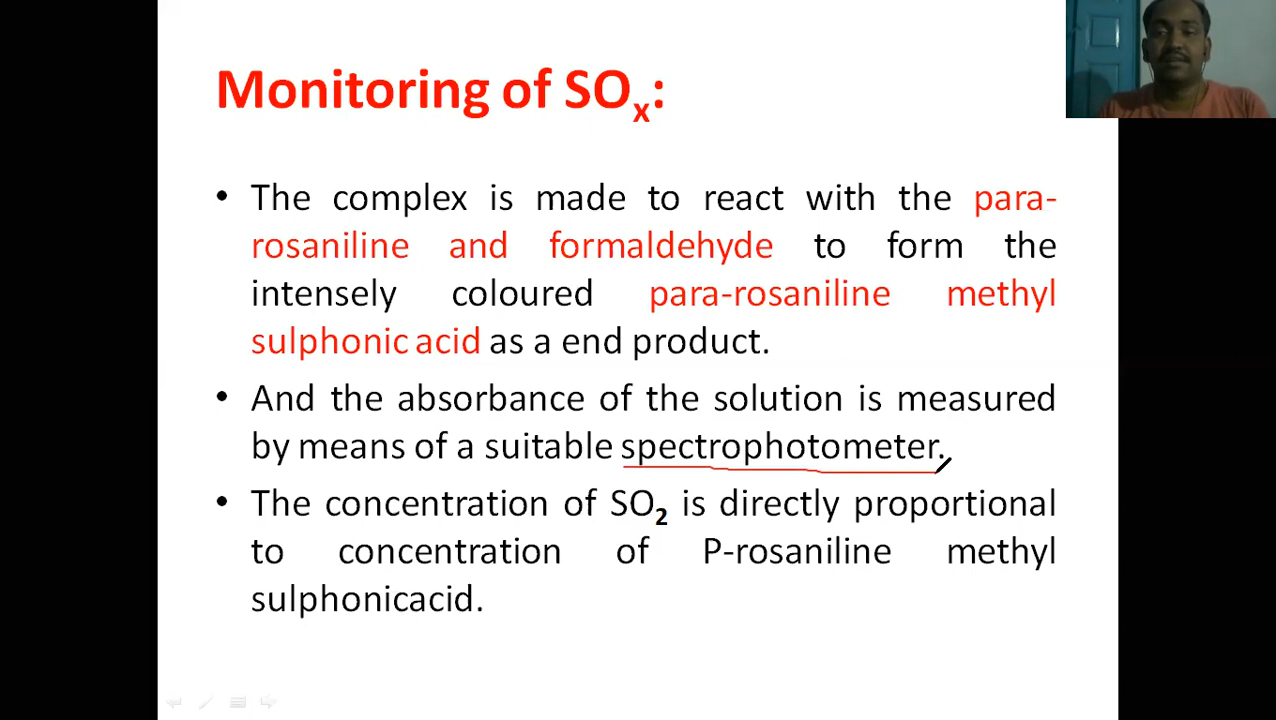 Monitoring of SOx:
• The complex is made to react with the para-
rosaniline and formaldehyde to form the
intensely coloured para-rosaniline methyl
sulphonic acid as a end product.
• And the absorbance of the solution is measured
by means of a suitable spectrophotometer.
• The concentration of SO2 is directly proportional
to concentration of P-rosaniline methyl
sulphonicacid.